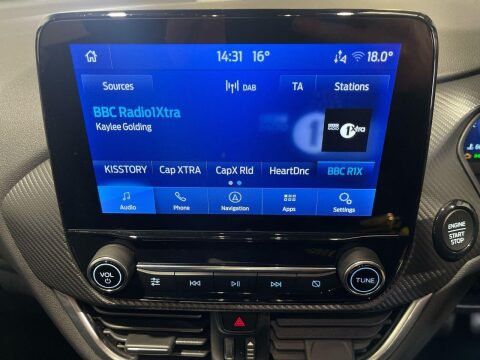 14:31 16° 18.0°
Sources DAB TA Stations
BBC Radio1Xtra
Kaylee Golding
1Xtra
KISSTORY Cap XTRA CapX Rld HeartDnc BBC R1X
Audio Phone Navigation Apps Settings
VOL
TUNE
ENGINE
START
STOP